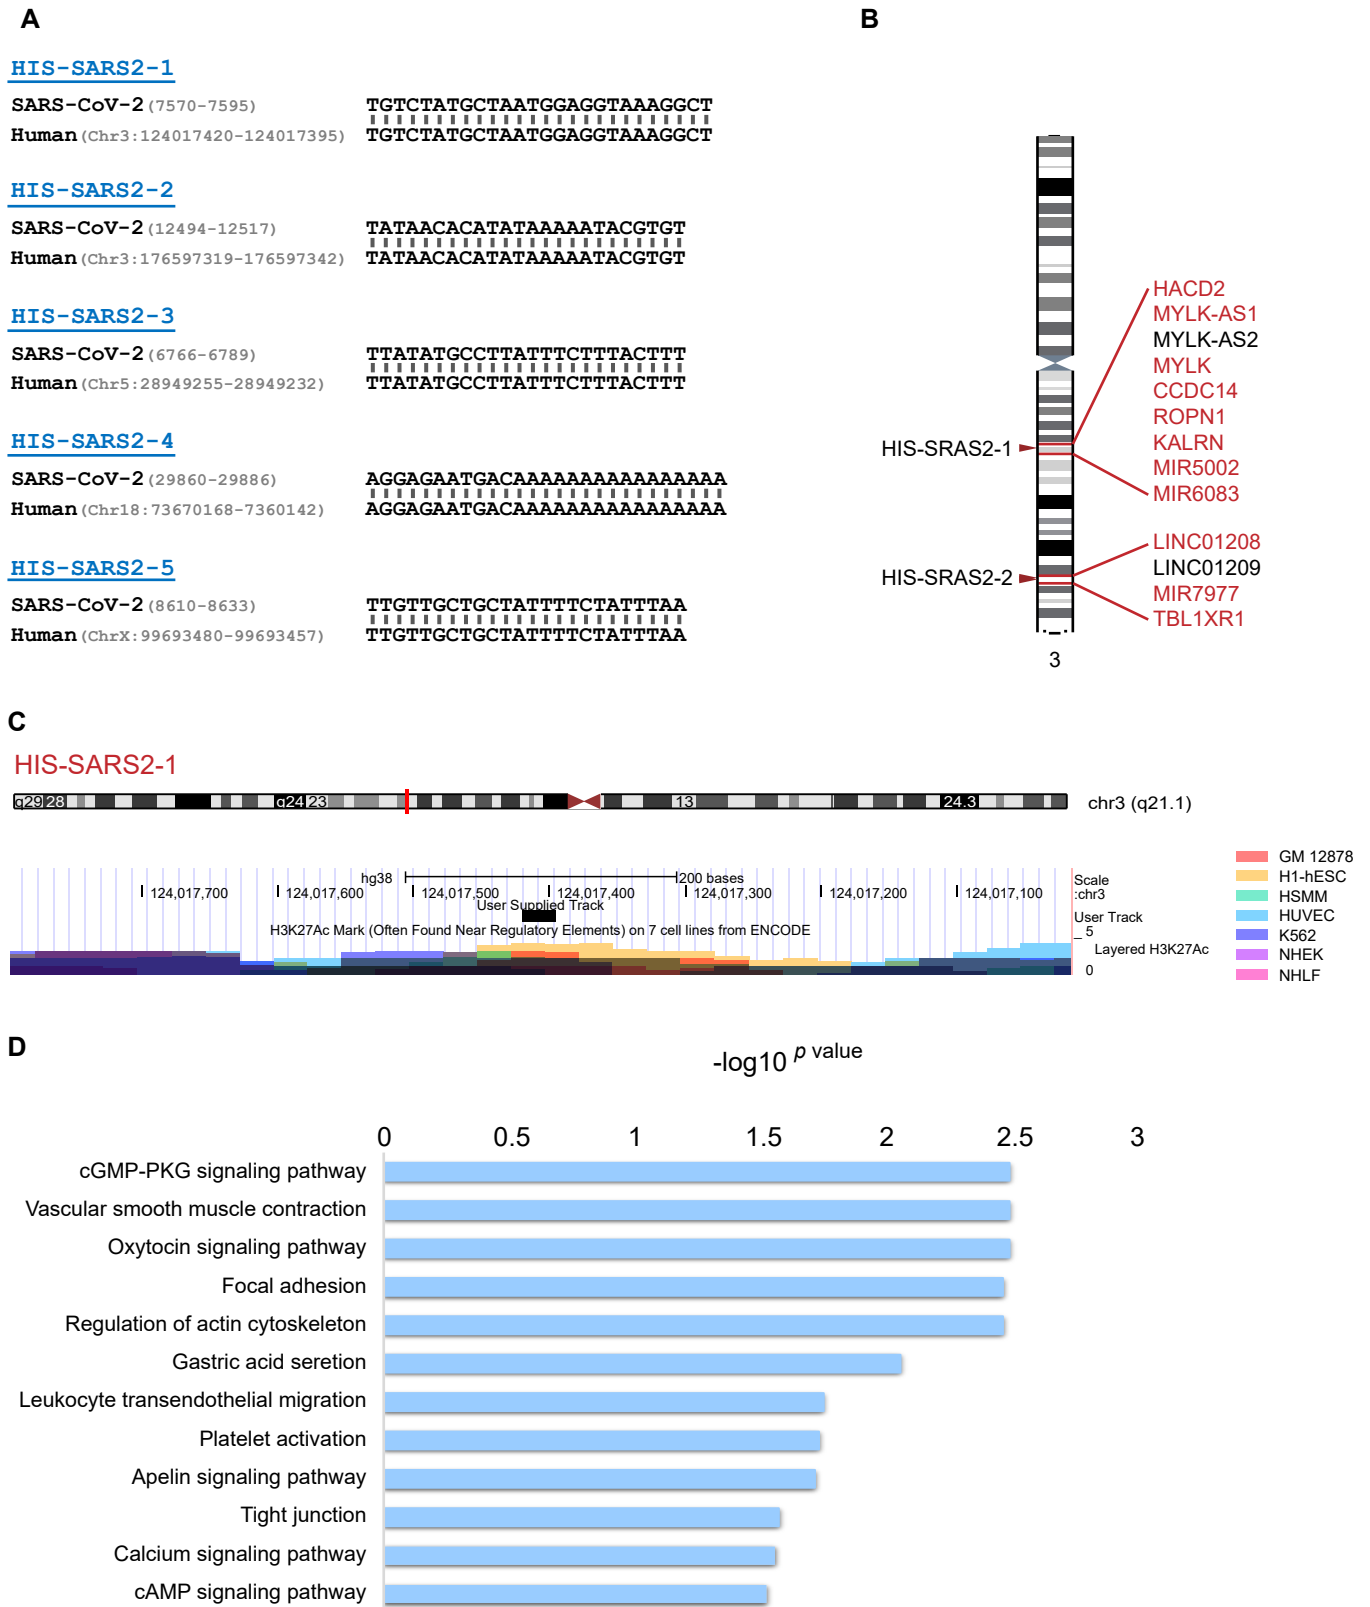 A
HIS-SARS2-1
SARS-CoV-2 (7570-7595) TGTCTATGCTAATGGAGGTAAAGGCT
Human (Chr3:124017420-124017395) TGTCTATGCTAATGGAGGTAAAGGCT
HIS-SARS2-2
SARS-CoV-2 (12494-12517) TATAACACATATAAAAATACGTGT
Human (Chr3:176597319-176597342) TATAACACATATAAAAATACGTGT
HIS-SARS2-3
SARS-CoV-2 (6766-6789) TTATATGCCTTATTTCTTTACTTT
Human (Chr5:28949255-28949232) TTATATGCCTTATTTCTTTACTTT
HIS-SARS2-4
SARS-CoV-2 (29860-29886) AGGAGAATGACAAAAAAAAAAAAAAAA
Human (Chr18:73670168-7360142) AGGAGAATGACAAAAAAAAAAAAAAAA
HIS-SARS2-5
SARS-CoV-2 (8610-8633) TTGTTGCTGCTATTTTCTATTTAA
Human (ChrX:99693480-99693457) TTGTTGCTGCTATTTTCTATTTAA
B
HACD2
MYLK-AS1
MYLK-AS2
MYLK
CCDC14
ROPN1
KALRN
MIR5002
MIR6083
HIS-SRAS2-1
LINC01208
LINC01209
MIR7977
TBL1XR1
HIS-SRAS2-2
3
C
HIS-SARS2-1
q29 28 q24 23 13 24.3 chr3 (q21.1)
hg38 200 bases Scale
124,017,700 124,017,600 124,017,500 124,017,400 124,017,300 124,017,200 124,017,100 :chr3
User Supplied Track User Track
H3K27Ac Mark (Often Found Near Regulatory Elements) on 7 cell lines from ENCODE
5
Layered H3K27Ac
0
GM 12878
H1-hESC
HSMM
HUVEC
K562
NHEK
NHLF
D
-log10 p value
0 0.5 1 1.5 2 2.5 3
cGMP-PKG signaling pathway
Vascular smooth muscle contraction
Oxytocin signaling pathway
Focal adhesion
Regulation of actin cytoskeleton
Gastric acid seretion
Leukocyte transendothelial migration
Platelet activation
Apelin signaling pathway
Tight junction
Calcium signaling pathway
cAMP signaling pathway